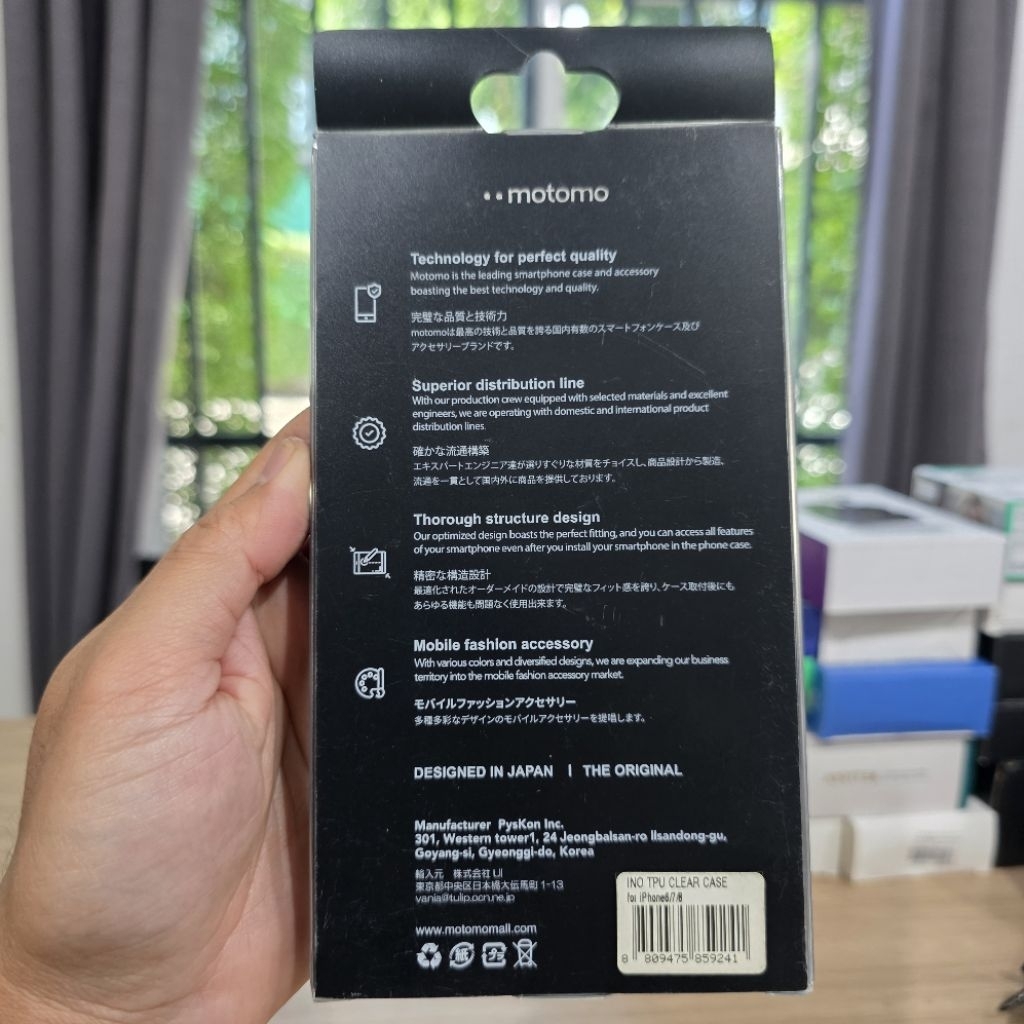 motomo
Technology for perfect quality
Motomo is the leading smartphone case and accessory
boasting the best technology and quality.
完璧な品質と技術力
motomoは最高の技術と品質を誇る国内有数のスマートフォンケース及び
アクセサリーブランドです。
Superior distribution line
With our production crew equipped with selected materials and excellent
engineers, we are operating with domestic and international product
distribution lines.
確かな流通構築
エキスパートエンジニア達が選りすぐりな材質をチョイスし、商品設計から製造、
流通を一貫として国内外に商品を提供しております。
Thorough structure design
Our optimized design boasts the perfect fitting, and you can access all features
of your smartphone even after you install your smartphone in the phone case.
精密な構造設計
最適化されたオーダーメイドの設計で完璧なフィット感を誇り、ケース取付後にも
あらゆる機能も問題なく使用出来ます。
Mobile fashion accessory
With various colors and diversified designs, we are expanding our business
territory into the mobile fashion accessory market.
モバイルファッションアクセサリー
多種多彩なデザインのモバイルアクセサリーを提唱します。
DESIGNED IN JAPAN | THE ORIGINAL
Manufacturer PysKon Inc.
301, Western tower1, 24 Jeongbalsan-ro Ilsandong-gu,
Goyang-si, Gyeonggi-do, Korea
輸入元 株式会社 UI
東京都中央区日本橋大伝馬町 1-13
vania@tulip.ocn.ne.jp
www.motomomall.com
紙 プラ
INO TPU CLEAR CASE
for iPhone6/7/8
8 809475 859241